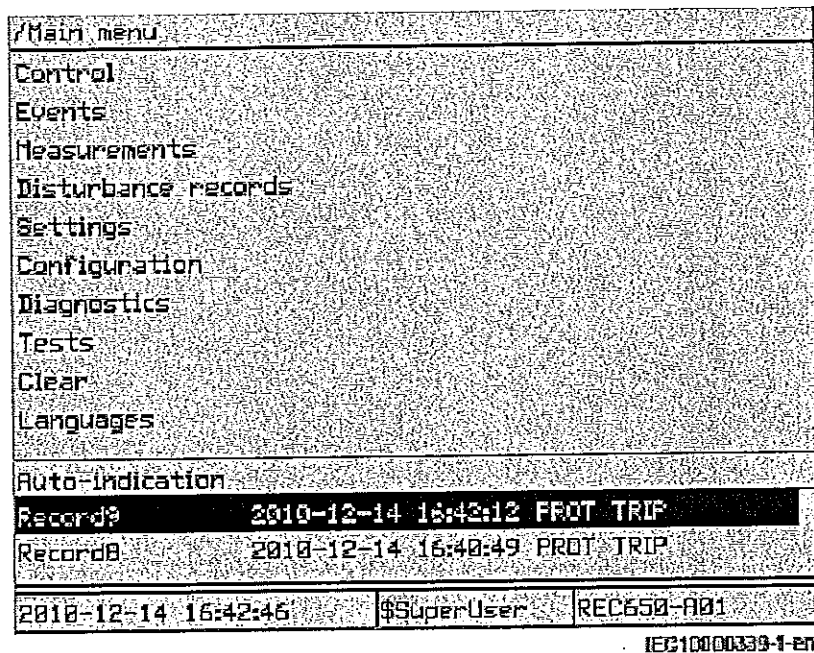 /Main menu
Control
Events
Measurements
Disturbance records
Settings
Configuration
Diagnostics
Tests
Clear
Languages
Auto-indication
Record9 2010-12-14 16:42:12 PROT TRIP
Record8 2010-12-14 16:40:49 PROT TRIP
2010-12-14 16:42:46 $SuperUser REC650-A01
IEC10000339-1-en